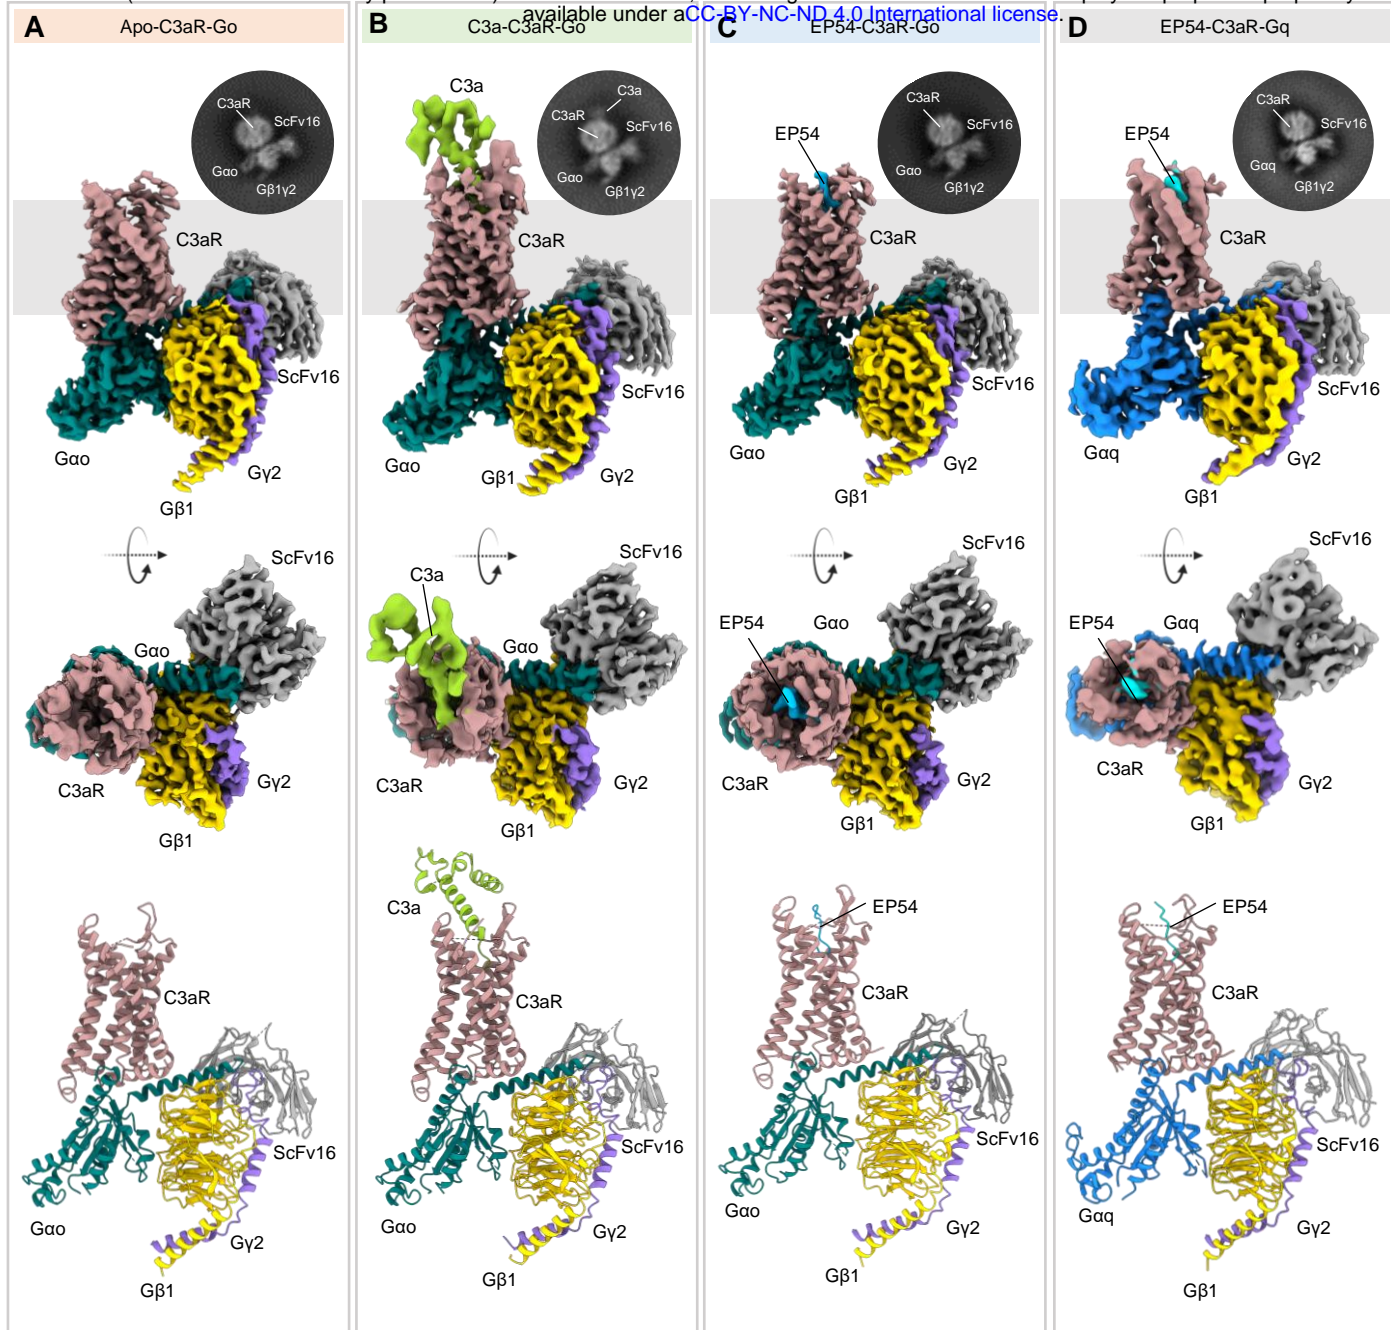 available under aCC-BY-NC-ND 4.0 International license.
A
Apo-C3aR-Go
C3aR
ScFv16
Gαo
Gβ1γ2
C3aR
ScFv16
Gαo
Gγ2
Gβ1
ScFv16
Gαo
C3aR
Gγ2
Gβ1
C3aR
ScFv16
Gαo
Gγ2
Gβ1
B
C3a-C3aR-Go
C3a
C3a
C3aR
ScFv16
Gαo
Gβ1γ2
C3aR
ScFv16
Gαo
Gβ1
Gγ2
ScFv16
C3a
Gαo
C3aR
Gγ2
Gβ1
C3a
C3aR
ScFv16
Gαo
Gγ2
Gβ1
C
EP54-C3aR-Go
C3aR
ScFv16
EP54
Gαo
Gβ1γ2
C3aR
ScFv16
Gαo
Gγ2
Gβ1
ScFv16
EP54
Gαo
C3aR
Gγ2
Gβ1
EP54
C3aR
ScFv16
Gαo
Gγ2
Gβ1
D
EP54-C3aR-Gq
C3aR
ScFv16
EP54
Gαq
Gβ1γ2
C3aR
ScFv16
Gαq
Gγ2
Gβ1
ScFv16
EP54
Gαq
C3aR
Gγ2
Gβ1
EP54
C3aR
ScFv16
Gαq
Gγ2
Gβ1